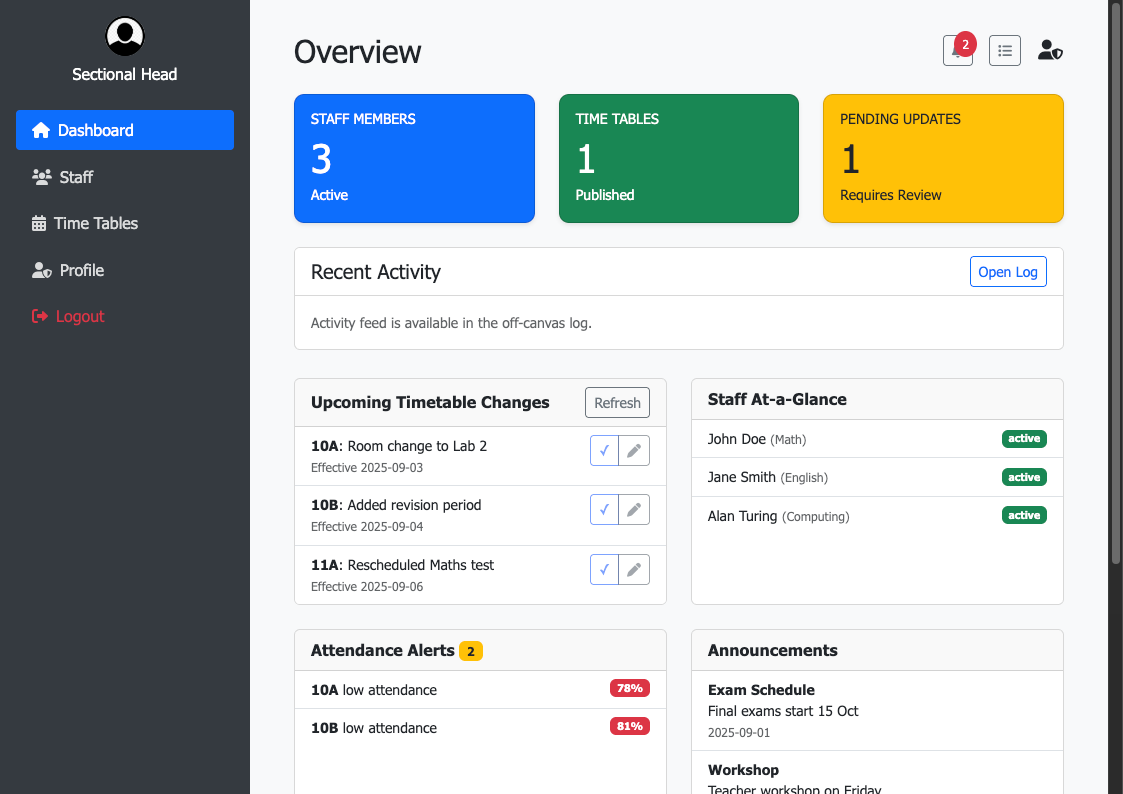 Sectional Head
Dashboard
Staff
Time Tables
Profile
Logout
Overview
2
STAFF MEMBERS
3
Active
TIME TABLES
1
Published
PENDING UPDATES
1
Requires Review
Recent Activity
Open Log
Activity feed is available in the off-canvas log.
Upcoming Timetable Changes
Refresh
10A: Room change to Lab 2
Effective 2025-09-03
10B: Added revision period
Effective 2025-09-04
11A: Rescheduled Maths test
Effective 2025-09-06
Staff At-a-Glance
John Doe (Math) active
Jane Smith (English) active
Alan Turing (Computing) active
Attendance Alerts 2
10A low attendance 78%
10B low attendance 81%
Announcements
Exam Schedule
Final exams start 15 Oct
2025-09-01
Workshop
Teacher workshop on Friday